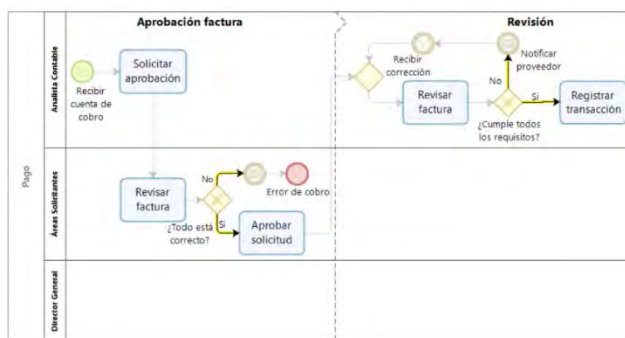 Aprobación factura
Revisión
Pago
Analista Contable
Recibir
cuenta de
cobro
Solicitar
aprobación
Recibir
corrección
Notificar
proveedor
Revisar
factura
No
Si
¿Cumple todos
los requisitos?
Registrar
transacción
Áreas Solicitantes
Revisar
factura
No
Error de cobro
¿Todo está
correcto?
Si
Aprobar
solicitud
Director General